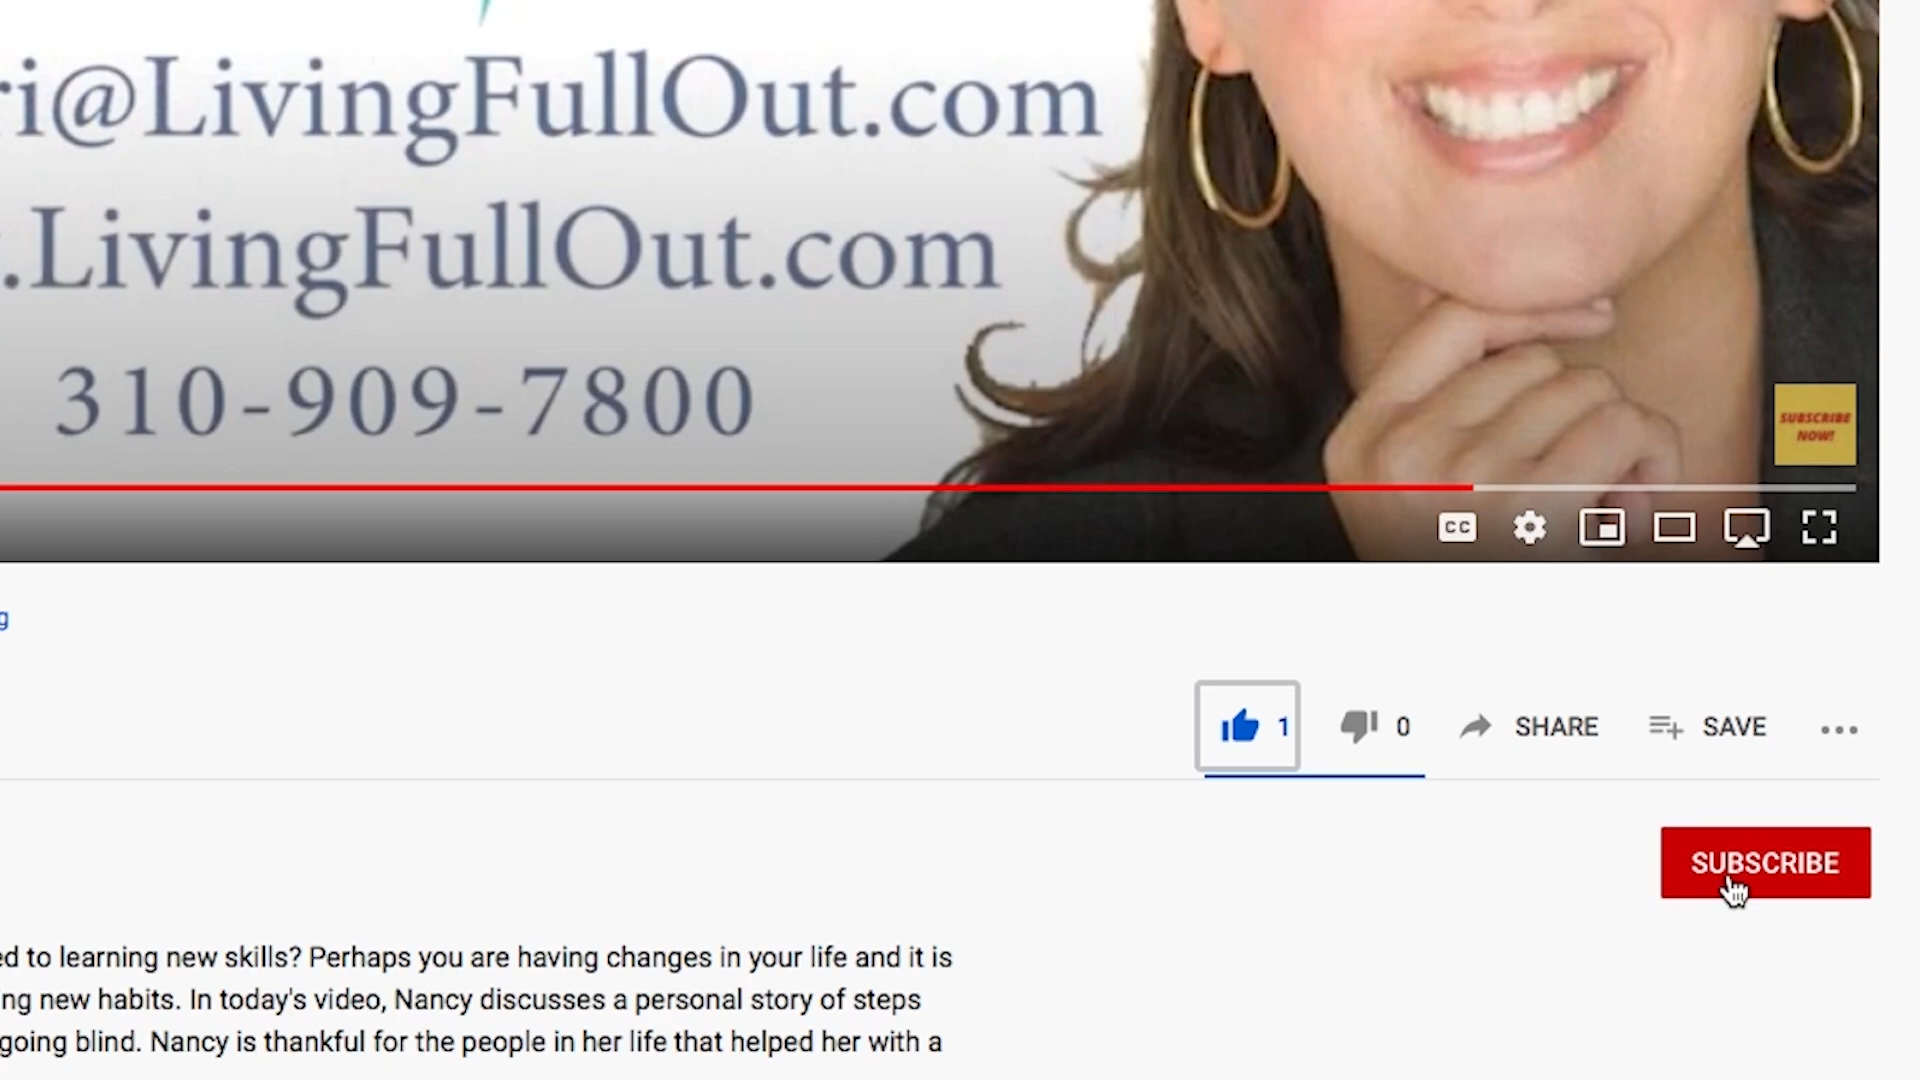 ri@LivingFullOut.com
.LivingFullOut.com
310-909-7800
SUBSCRIBE
NOW!
CC
g
1 0 SHARE SAVE
SUBSCRIBE
ed to learning new skills? Perhaps you are having changes in your life and it is
ing new habits. In today's video, Nancy discusses a personal story of steps
going blind. Nancy is thankful for the people in her life that helped her with a